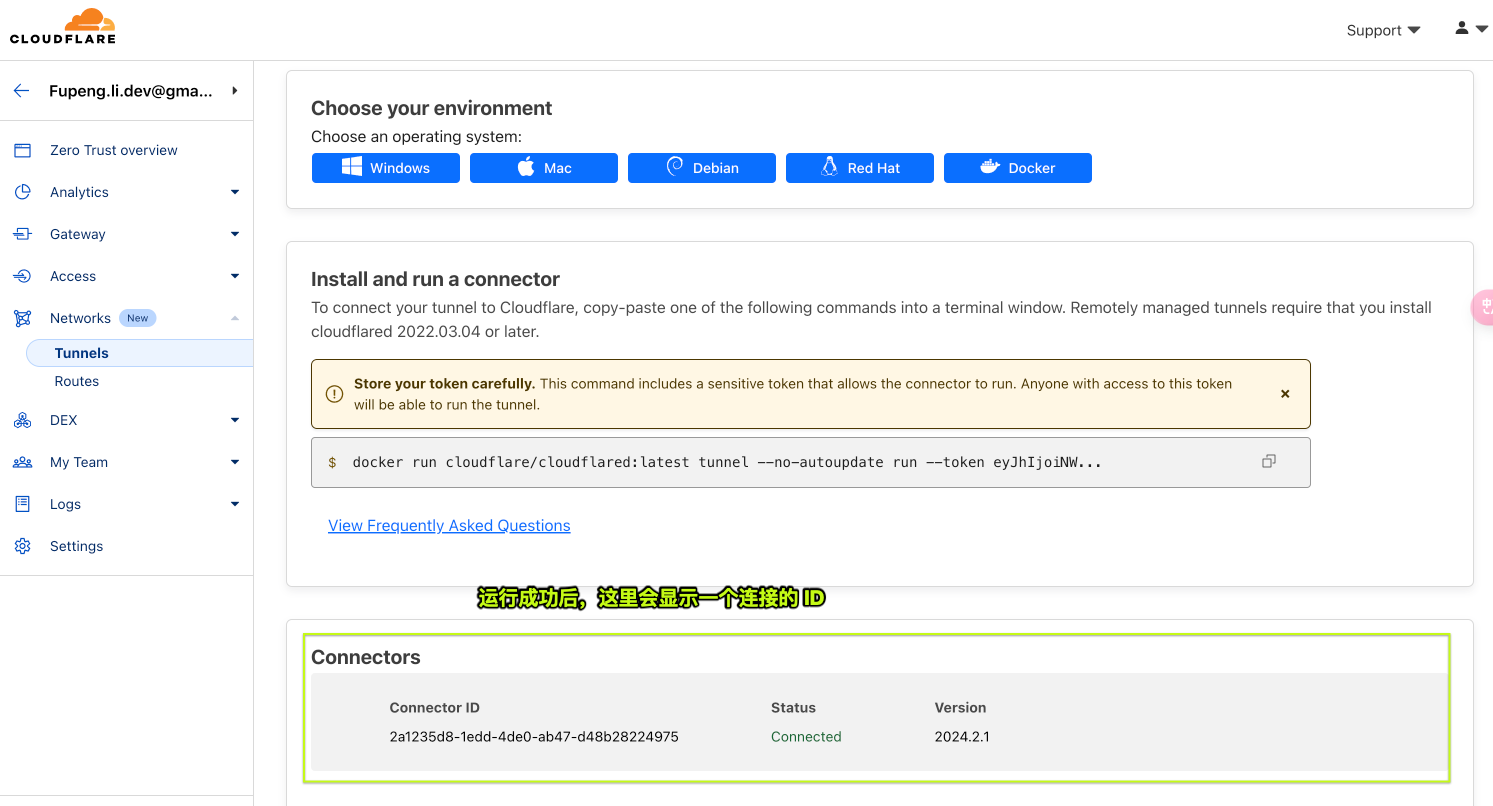 CLOUDFLARE
Support
Fupeng.li.dev@gma...
Zero Trust overview
Analytics
Gateway
Access
Networks New
Tunnels
Routes
DEX
My Team
Logs
Settings
Choose your environment
Choose an operating system:
Windows
Mac
Debian
Red Hat
Docker
Install and run a connector
To connect your tunnel to Cloudflare, copy-paste one of the following commands into a terminal window. Remotely managed tunnels require that you install
cloudflared 2022.03.04 or later.
Store your token carefully. This command includes a sensitive token that allows the connector to run. Anyone with access to this token
will be able to run the tunnel.
$ docker run cloudflare/cloudflared:latest tunnel --no-autoupdate run --token eyJhIjoiNW...
View Frequently Asked Questions
运行成功后，这里会显示一个连接的 ID
Connectors
Connector ID Status Version
2a1235d8-1edd-4de0-ab47-d48b28224975 Connected 2024.2.1